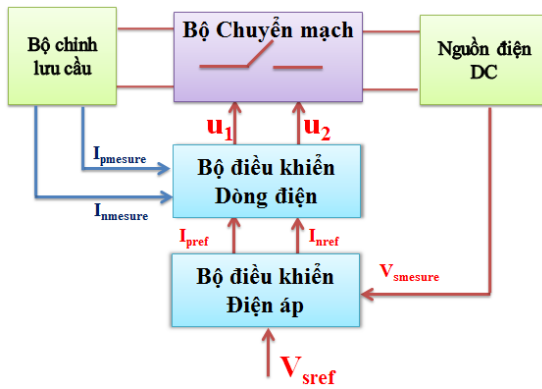 Bộ chỉnh
lưu cầu
Bộ Chuyển mạch
Nguồn điện
DC
u1
u2
Ipmesure
Inmesure
Bộ điều khiển
Dòng điện
Ipref
Inref
Bộ điều khiển
Điện áp
Vsmesure
Vsref